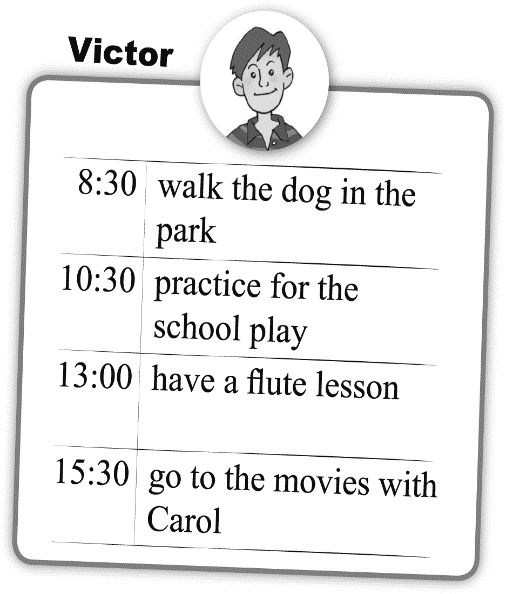 Victor
8:30 walk the dog in the
park
10:30 practice for the
school play
13:00 have a flute lesson
15:30 go to the movies with
Carol